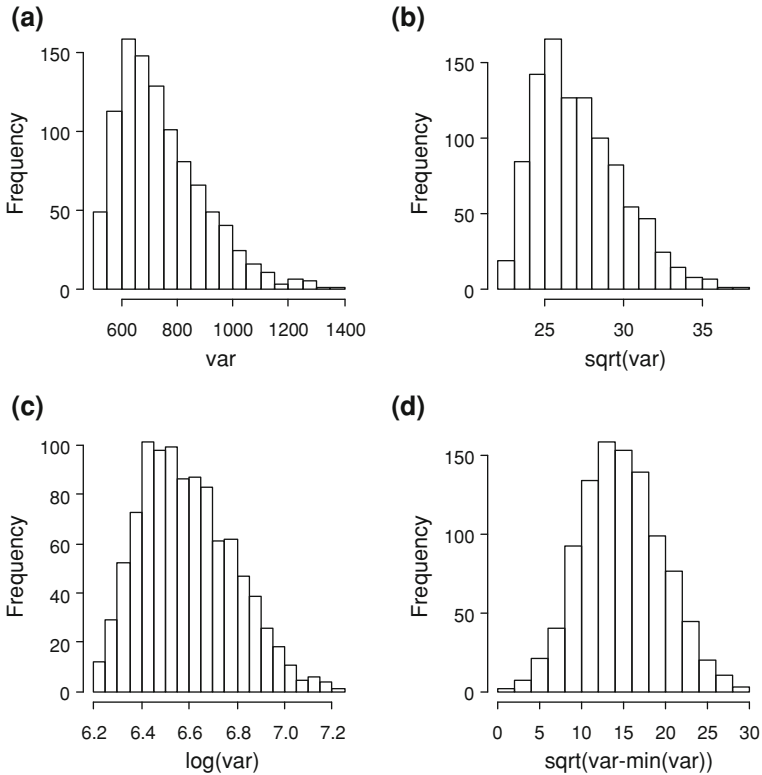 (a)
Frequency
150
100
50
0
600 800 1000 1200 1400
var
(b)
Frequency
150
100
50
0
25 30 35
sqrt(var)
(c)
Frequency
100
80
60
40
20
0
6.2 6.4 6.6 6.8 7.0 7.2
log(var)
(d)
Frequency
150
100
50
0
0 5 10 15 20 25 30
sqrt(var-min(var))